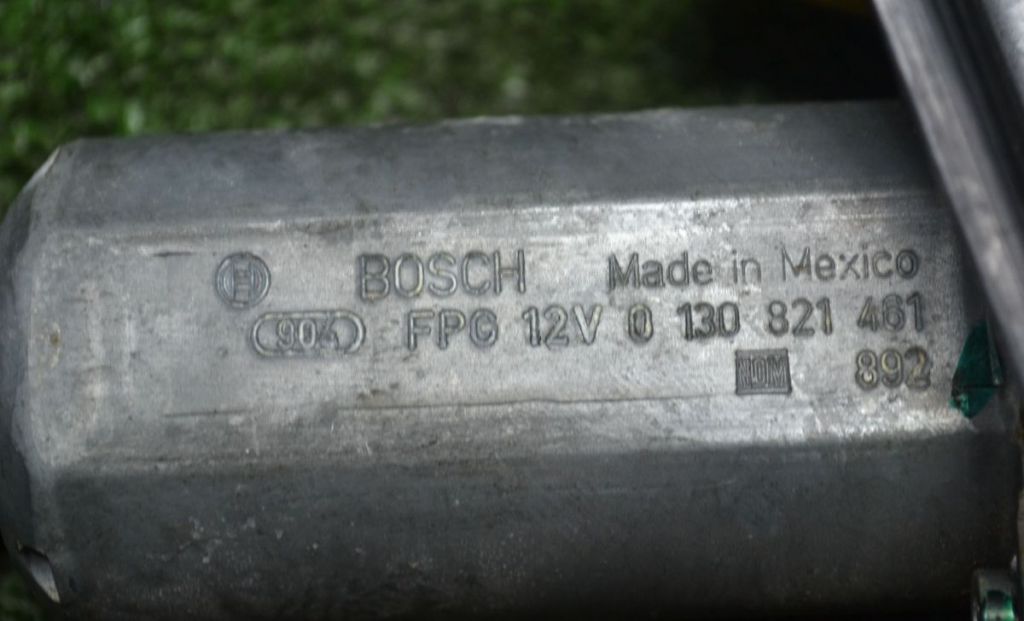 BOSCH Made in Mexico
904 FPG 12V 0 130 821 461
NOM 892